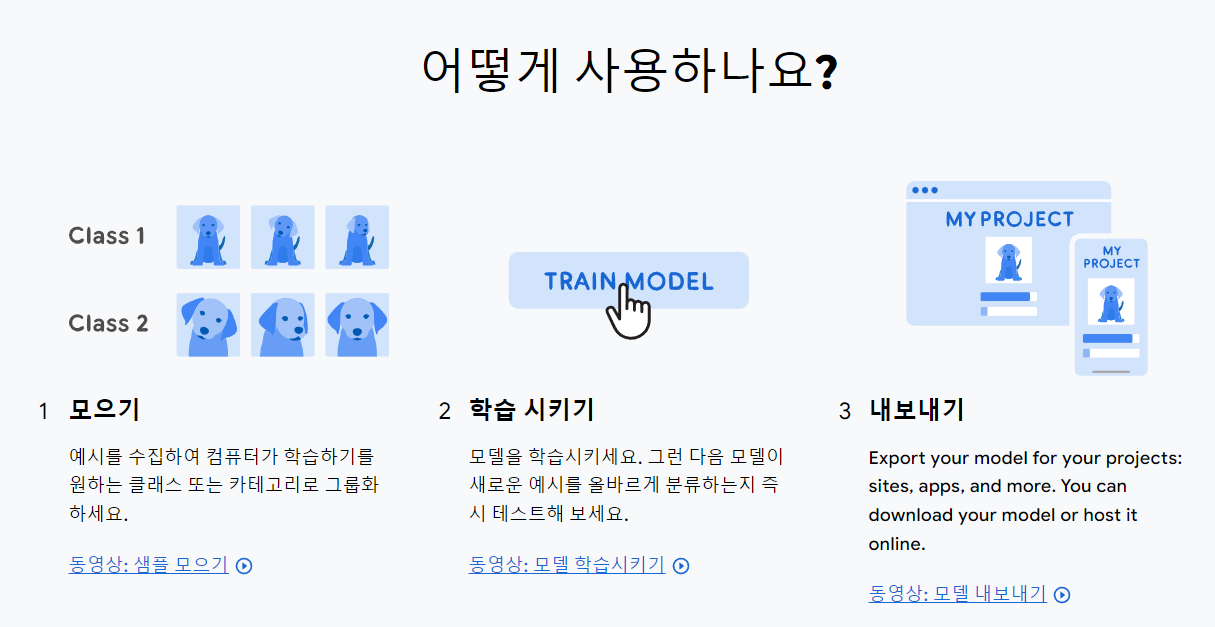 어떻게 사용하나요?
Class 1
Class 2
TRAIN MODEL
MY PROJECT
MY
PROJECT
1 모으기
예시를 수집하여 컴퓨터가 학습하기를
원하는 클래스 또는 카테고리로 그룹화
하세요.
동영상: 샘플 모으기
2 학습 시키기
모델을 학습시키세요. 그런 다음 모델이
새로운 예시를 올바르게 분류하는지 즉
시 테스트해 보세요.
동영상: 모델 학습시키기
3 내보내기
Export your model for your projects:
sites, apps, and more. You can
download your model or host it
online.
동영상: 모델 내보내기